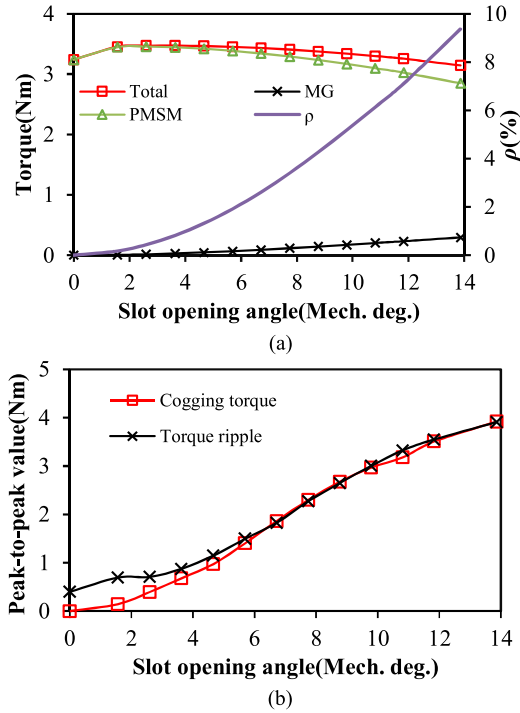 4
3
2
1
0
Torque(Nm)
Total
MG
PMSM
ρ
10
8
6
4
2
0
ρ(%)
0 2 4 6 8 10 12 14
Slot opening angle(Mech. deg.)
(a)
5
4
3
2
1
0
Peak-to-peak value(Nm)
Cogging torque
Torque ripple
0 2 4 6 8 10 12 14
Slot opening angle(Mech. deg.)
(b)